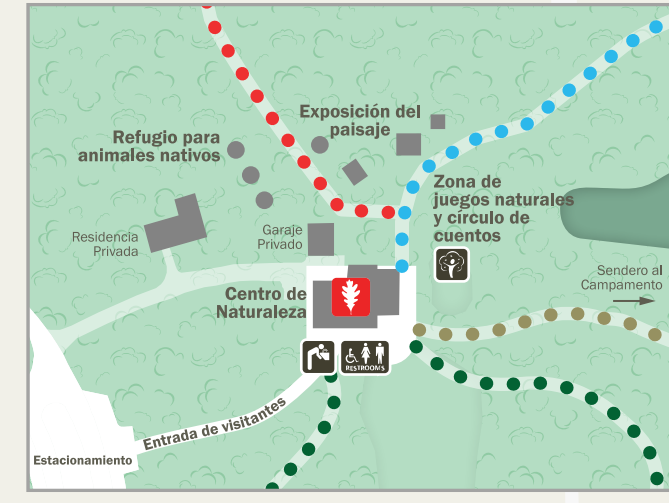 Exposición del
paisaje
Refugio para
animales nativos
Zona de
juegos naturales
y círculo de
cuentos
Residencia
Privada
Garaje
Privado
Sendero al
Campamento
Centro de
Naturaleza
RESTROOMS
Entrada de visitantes
Estacionamiento